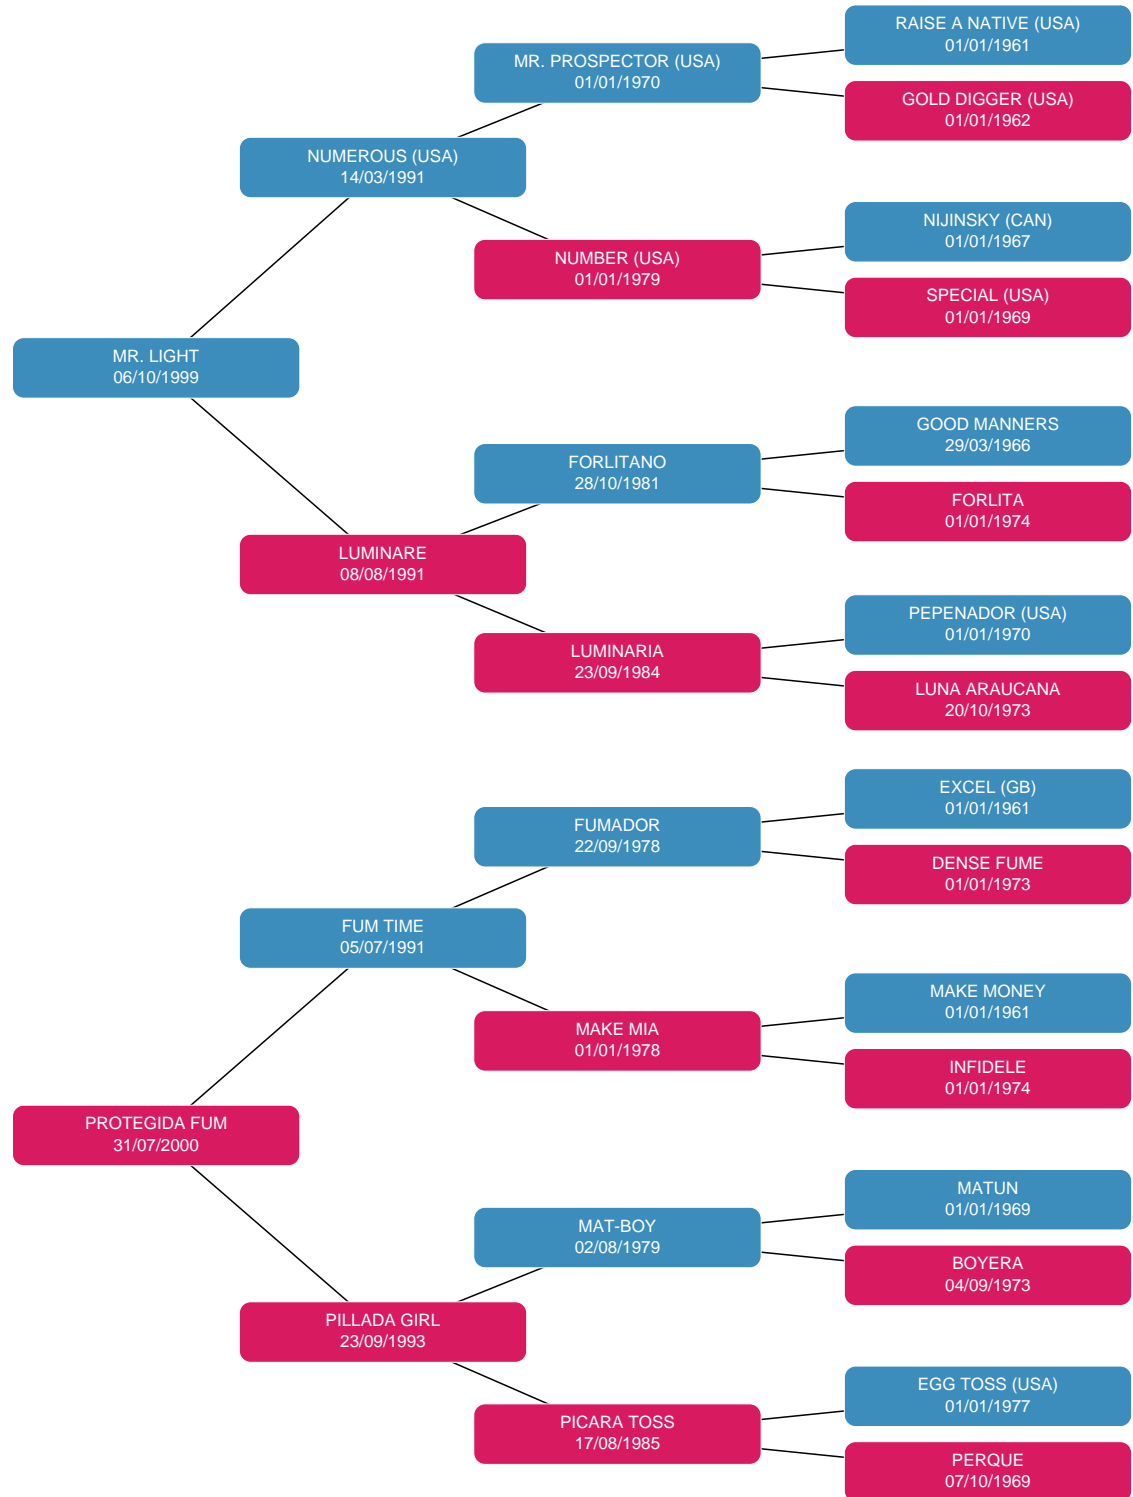 RAISE A NATIVE (USA)
01/01/1961
MR. PROSPECTOR (USA)
01/01/1970
GOLD DIGGER (USA)
01/01/1962
NUMEROUS (USA)
14/03/1991
NIJINSKY (CAN)
01/01/1967
NUMBER (USA)
01/01/1979
SPECIAL (USA)
01/01/1969
MR. LIGHT
06/10/1999
GOOD MANNERS
29/03/1966
FORLITANO
28/10/1981
FORLITA
01/01/1974
LUMINARE
08/08/1991
PEPENADOR (USA)
01/01/1970
LUMINARIA
23/09/1984
LUNA ARAUCANA
20/10/1973
EXCEL (GB)
01/01/1961
FUMADOR
22/09/1978
DENSE FUME
01/01/1973
FUM TIME
05/07/1991
MAKE MONEY
01/01/1961
MAKE MIA
01/01/1978
INFIDELE
01/01/1974
PROTEGIDA FUM
31/07/2000
MATUN
01/01/1969
MAT-BOY
02/08/1979
BOYERA
04/09/1973
PILLADA GIRL
23/09/1993
EGG TOSS (USA)
01/01/1977
PICARA TOSS
17/08/1985
PERQUE
07/10/1969